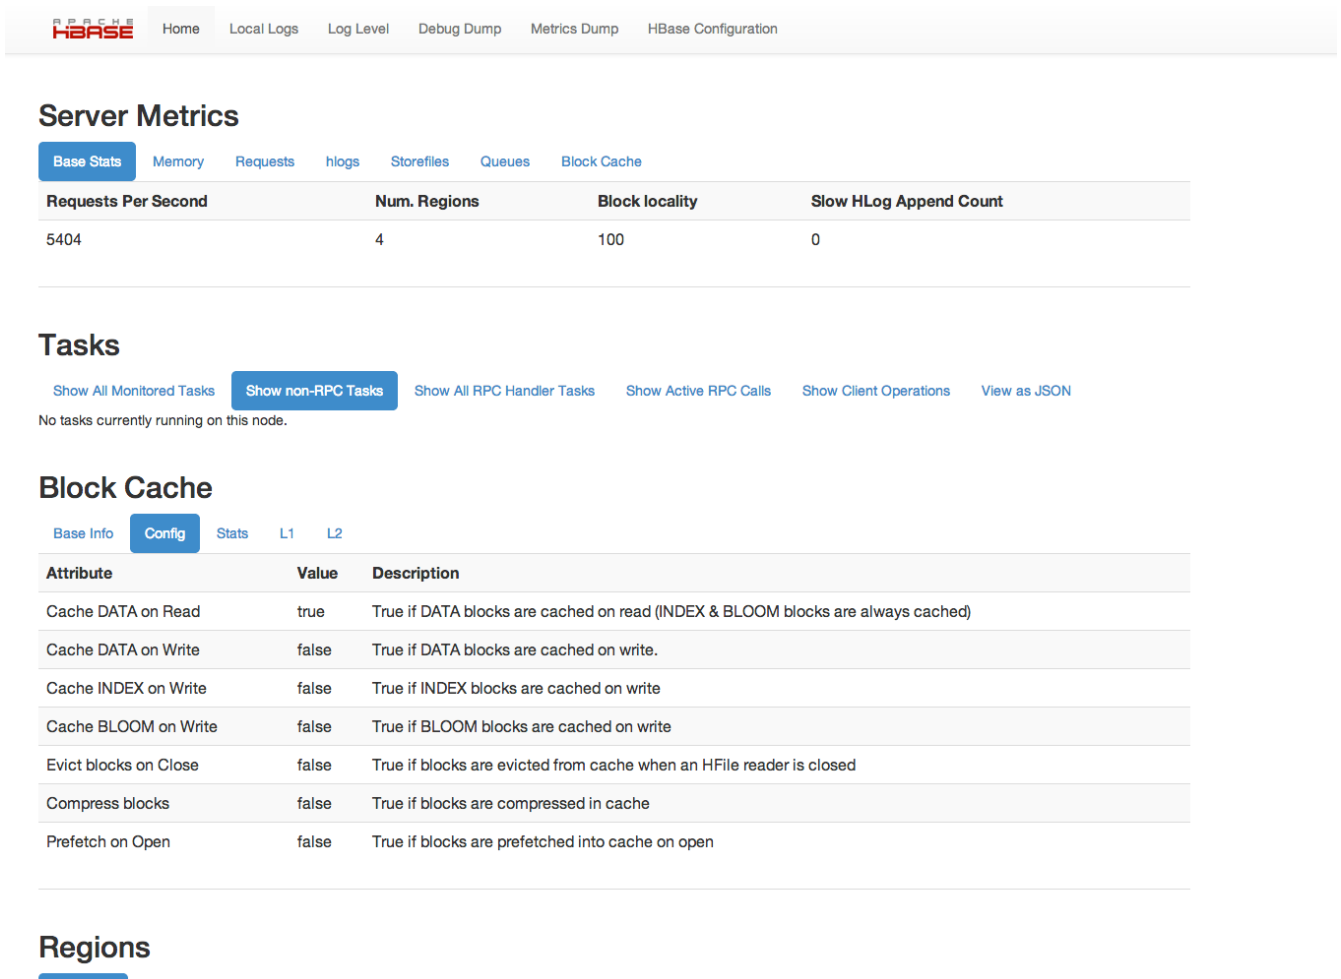 APACHE
HBASE Home Local Logs Log Level Debug Dump Metrics Dump HBase Configuration
Server Metrics
Base Stats Memory Requests hlogs Storefiles Queues Block Cache
Requests Per Second Num. Regions Block locality Slow HLog Append Count
5404 4 100 0
Tasks
Show All Monitored Tasks Show non-RPC Tasks Show All RPC Handler Tasks Show Active RPC Calls Show Client Operations View as JSON
No tasks currently running on this node.
Block Cache
Base Info Config Stats L1 L2
Attribute Value Description
Cache DATA on Read true True if DATA blocks are cached on read (INDEX & BLOOM blocks are always cached)
Cache DATA on Write false True if DATA blocks are cached on write.
Cache INDEX on Write false True if INDEX blocks are cached on write
Cache BLOOM on Write false True if BLOOM blocks are cached on write
Evict blocks on Close false True if blocks are evicted from cache when an HFile reader is closed
Compress blocks false True if blocks are compressed in cache
Prefetch on Open false True if blocks are prefetched into cache on open
Regions